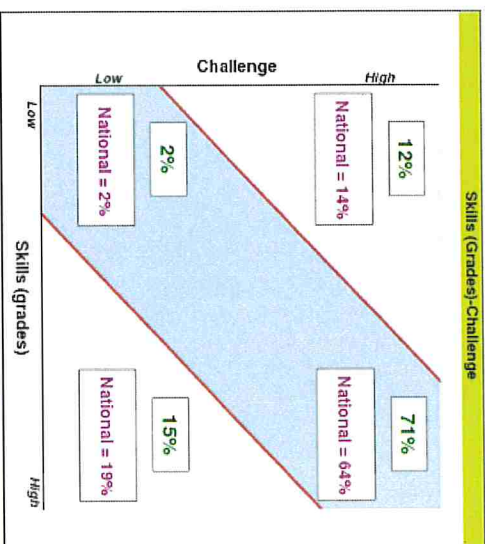 Skills (Grades)-Challenge
Challenge
High
Low
12%
National = 14%
71%
National = 64%
2%
National = 2%
15%
National = 19%
Low
High
Skills (grades)